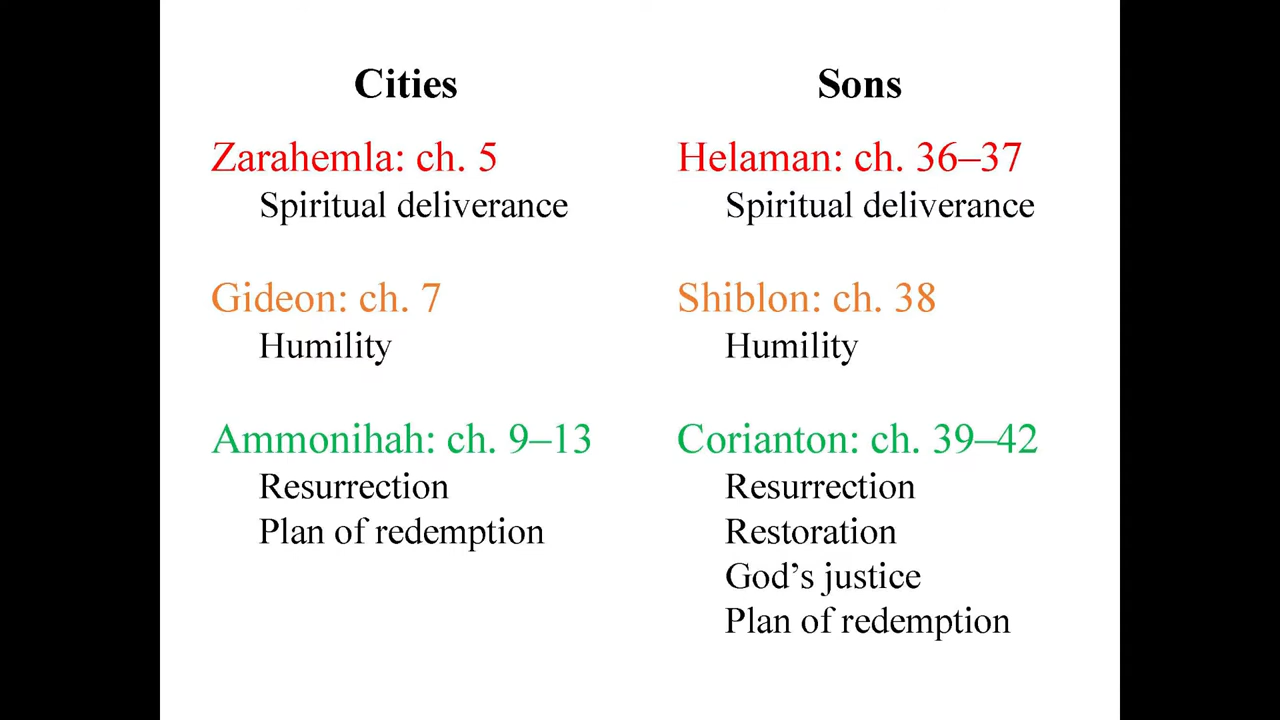 Cities
Zarahemla: ch. 5
Spiritual deliverance
Gideon: ch. 7
Humility
Ammonihah: ch. 9–13
Resurrection
Plan of redemption
Sons
Helaman: ch. 36–37
Spiritual deliverance
Shiblon: ch. 38
Humility
Corianton: ch. 39–42
Resurrection
Restoration
God’s justice
Plan of redemption